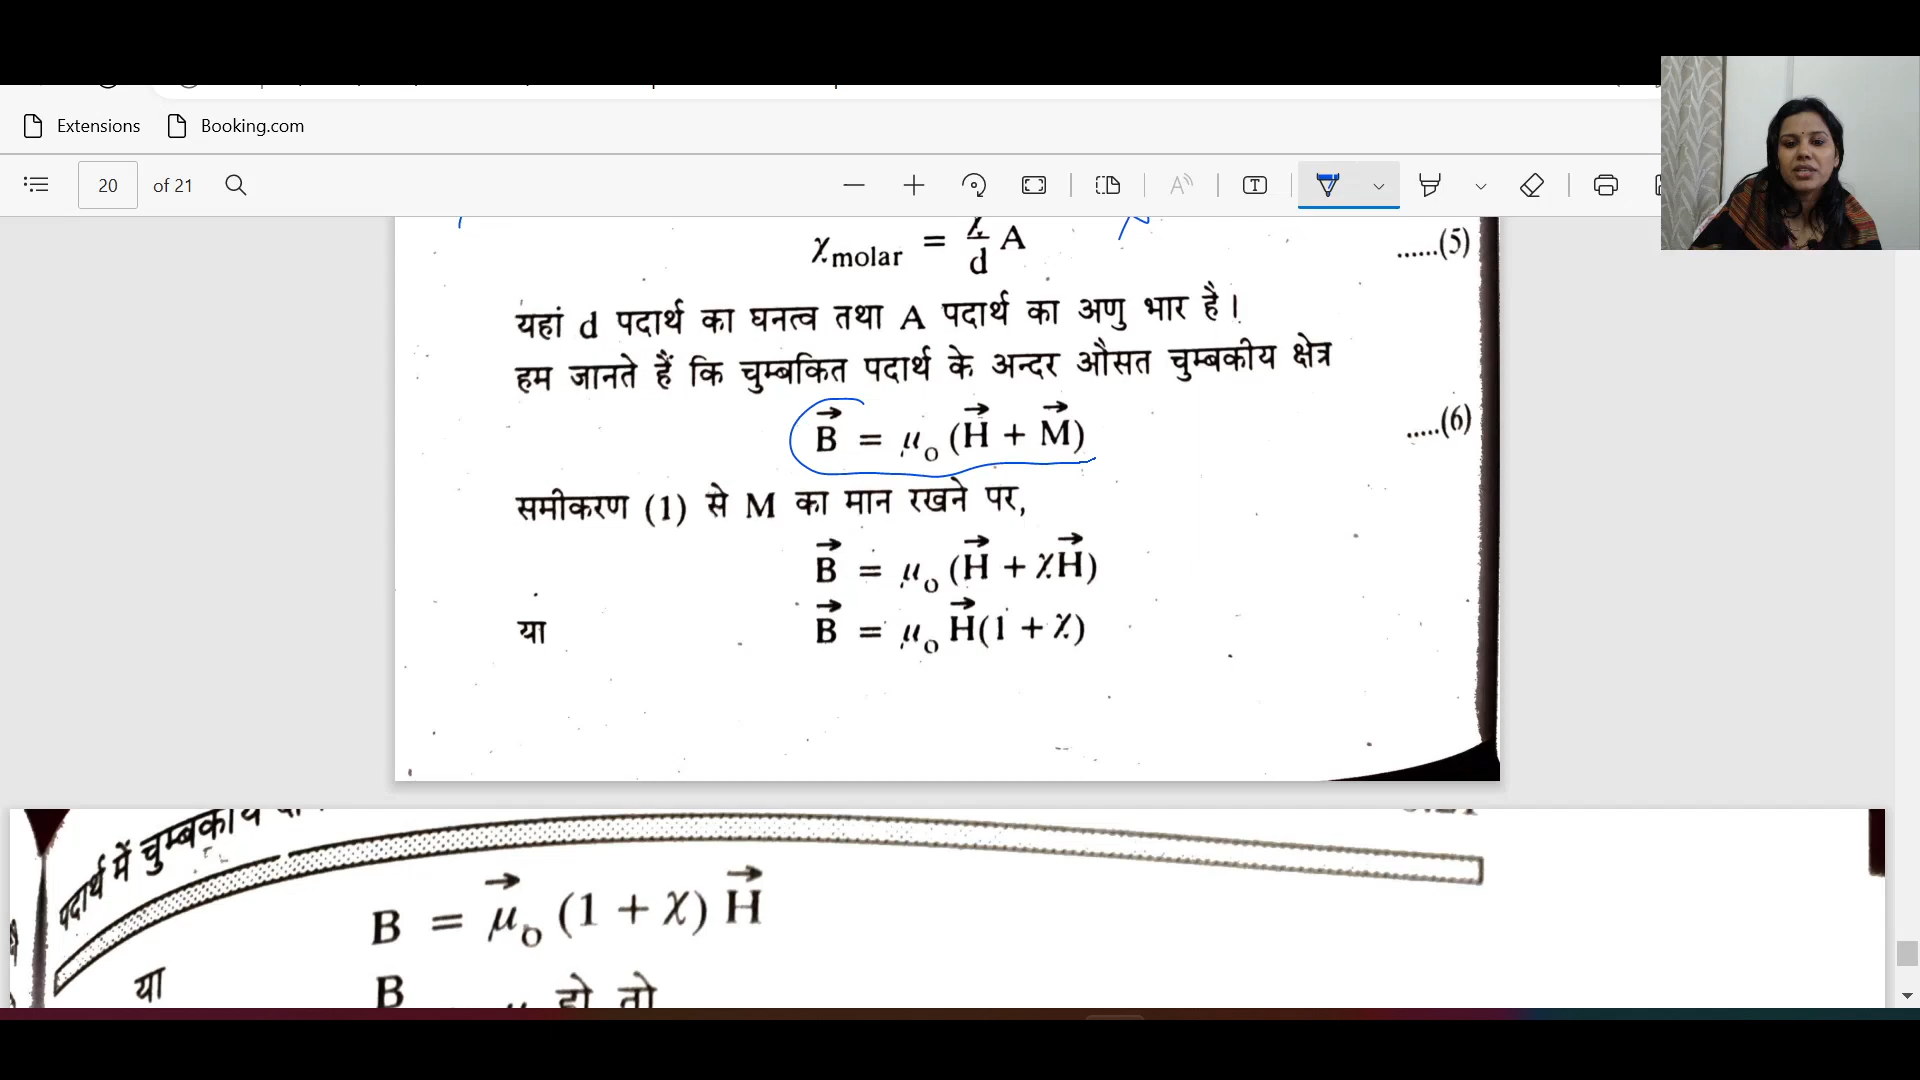 Extensions Booking.com
20 of 21
χmolar = χ/d A ......(5)
यहां d पदार्थ का घनत्व तथा A पदार्थ का अणु भार है।
हम जानते हैं कि चुम्बकित पदार्थ के अन्दर औसत चुम्बकीय क्षेत्र
B⃗ = μo (H⃗ + M⃗) .....(6)
समीकरण (1) से M का मान रखने पर,
B⃗ = μo (H⃗ + χH⃗)
या B⃗ = μo H⃗(1 + χ)
पदार्थ में चुम्बकीय
B = μ⃗o (1 + χ) H⃗
या B
हो तो